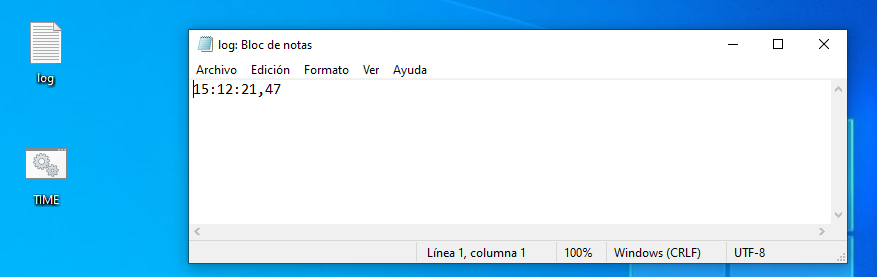 log: Bloc de notas
Archivo Edición Formato Ver Ayuda
15:12:21,47
log
TIME
Línea 1, columna 1 100% Windows (CRLF) UTF-8